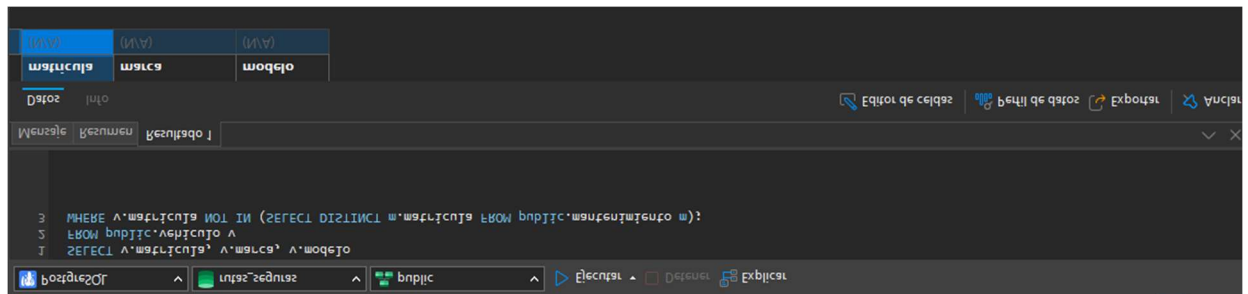 PostgreSQL rutas_seguras public Ejecutar Detener Explicar
1 SELECT v.matricula, v.marca, v.modelo
2 FROM public.vehiculo v
3 WHERE v.matricula NOT IN (SELECT DISTINCT m.matricula FROM public.mantenimiento m);
Mensaje Resumen Resultado 1
Datos Info Editor de celdas Perfil de datos Exportar Anclar
matricula marca modelo
(N/A) (N/A) (N/A)